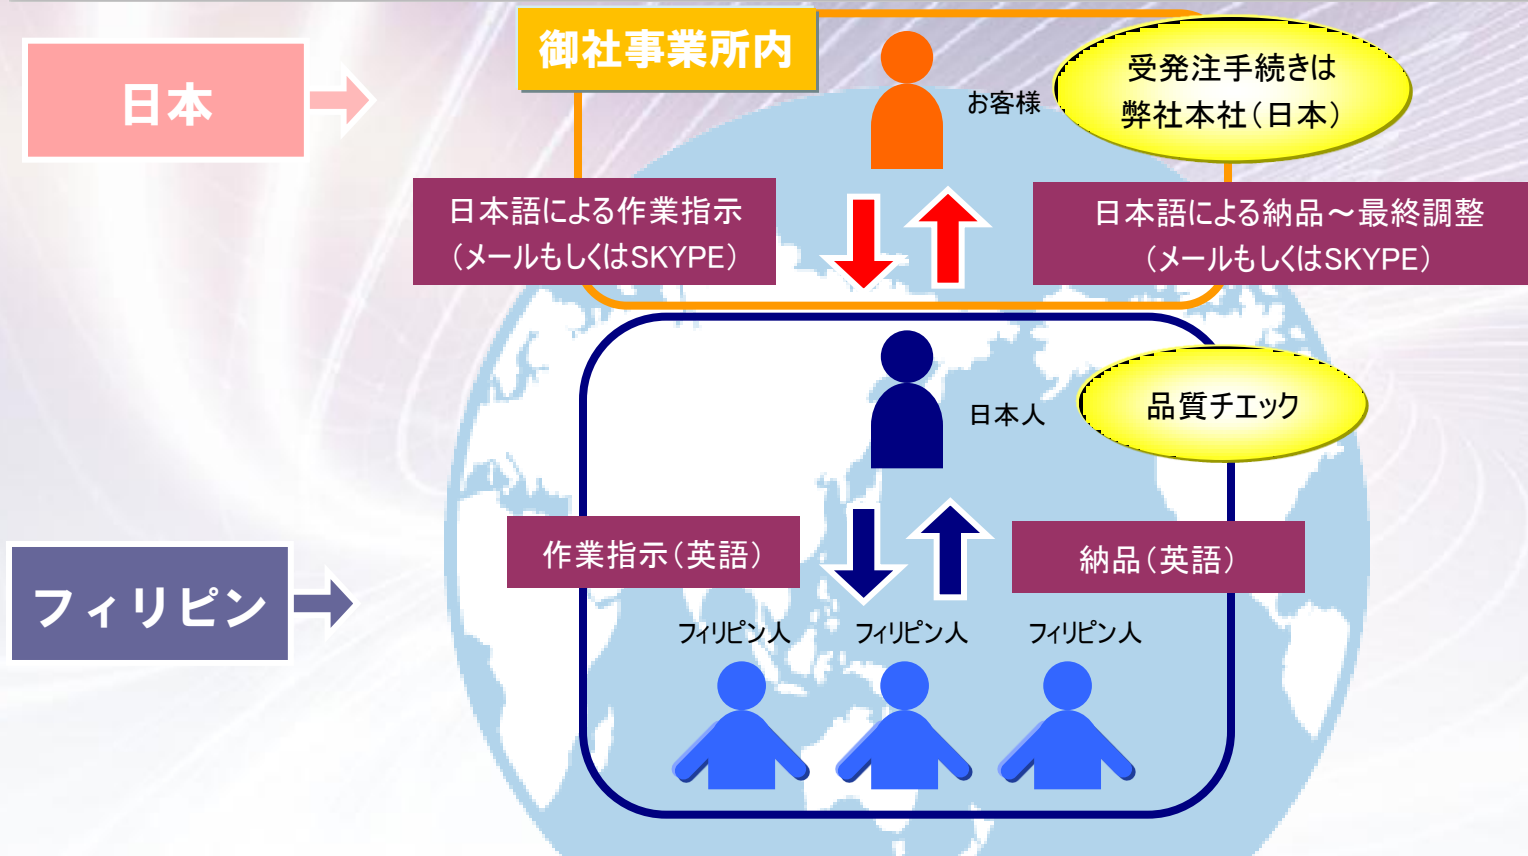 御社事業所内
日本
お客様
受発注手続きは
弊社本社（日本）
日本語による作業指示
（メールもしくはSKYPE）
日本語による納品～最終調整
（メールもしくはSKYPE）
日本人
品質チエック
フィリピン
作業指示（英語）
納品（英語）
フィリピン人
フィリピン人
フィリピン人